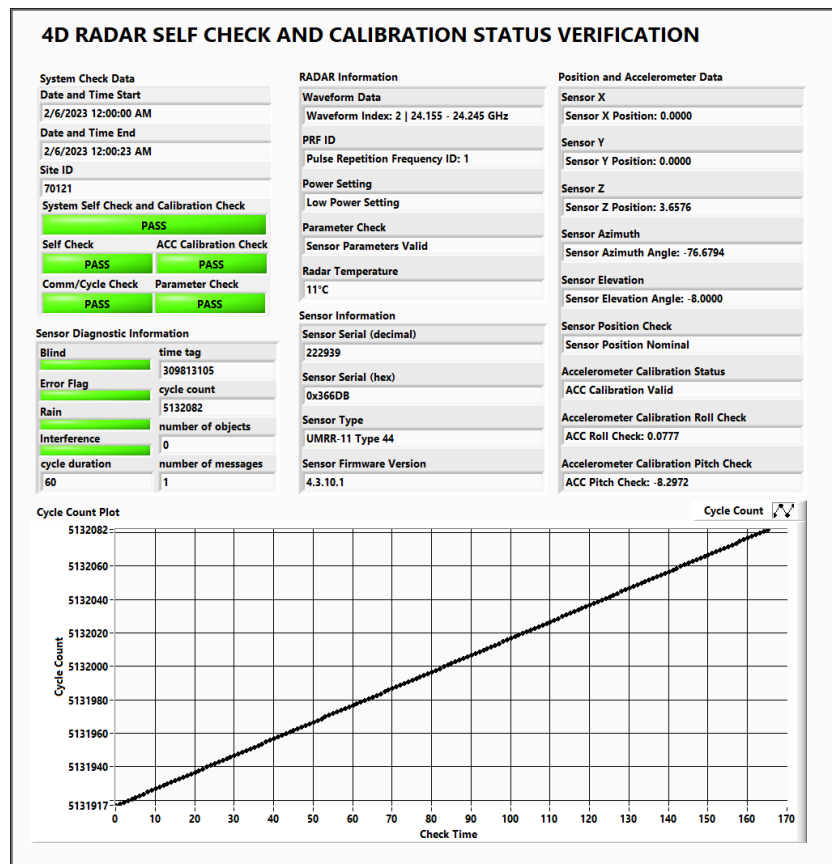 4D RADAR SELF CHECK AND CALIBRATION STATUS VERIFICATION
System Check Data
Date and Time Start
2/6/2023 12:00:00 AM
Date and Time End
2/6/2023 12:00:23 AM
Site ID
70121
System Self Check and Calibration Check
PASS
Self Check ACC Calibration Check
PASS PASS
Comm/Cycle Check Parameter Check
PASS PASS
Sensor Diagnostic Information
Blind time tag
309813105
Error Flag cycle count
5132082
Rain number of objects
Interference 0
cycle duration number of messages
60 1
RADAR Information
Waveform Data
Waveform Index: 2 | 24.155 - 24.245 GHz
PRF ID
Pulse Repetition Frequency ID: 1
Power Setting
Low Power Setting
Parameter Check
Sensor Parameters Valid
Radar Temperature
11°C
Sensor Information
Sensor Serial (decimal)
222939
Sensor Serial (hex)
0x366DB
Sensor Type
UMRR-11 Type 44
Sensor Firmware Version
4.3.10.1
Position and Accelerometer Data
Sensor X
Sensor X Position: 0.0000
Sensor Y
Sensor Y Position: 0.0000
Sensor Z
Sensor Z Position: 3.6576
Sensor Azimuth
Sensor Azimuth Angle: -76.6794
Sensor Elevation
Sensor Elevation Angle: -8.0000
Sensor Position Check
Sensor Position Nominal
Accelerometer Calibration Status
ACC Calibration Valid
Accelerometer Calibration Roll Check
ACC Roll Check: 0.0777
Accelerometer Calibration Pitch Check
ACC Pitch Check: -8.2972
Cycle Count Plot
Cycle Count
5132082
5132060
5132040
5132020
5132000
5131980
5131960
5131940
5131917
Cycle Count
0 10 20 30 40 50 60 70 80 90 100 110 120 130 140 150 160 170
Check Time